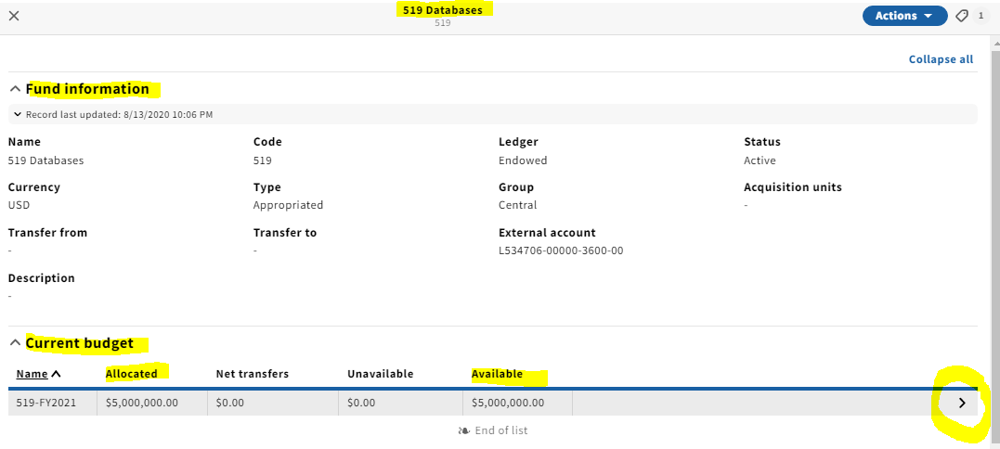 519 Databases
519
Actions
1
Collapse all
Fund information
Record last updated: 8/13/2020 10:06 PM
Name Code Ledger Status
519 Databases 519 Endowed Active
Currency Type Group Acquisition units
USD Appropriated Central -
Transfer from Transfer to External account
- - L534706-00000-3600-00
Description
-
Current budget
Name Allocated Net transfers Unavailable Available
519-FY2021 $5,000,000.00 $0.00 $0.00 $5,000,000.00
End of list